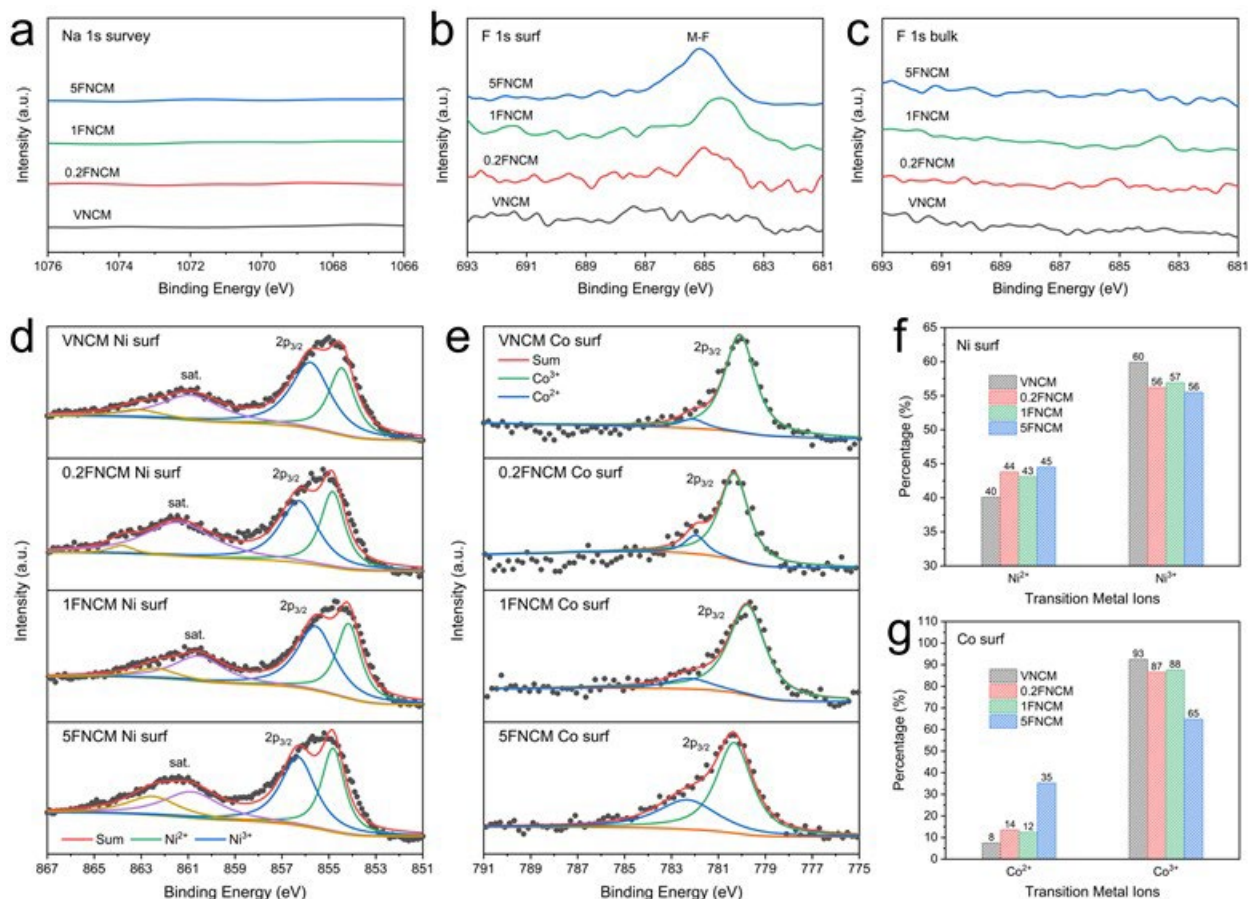 a
Na 1s survey
5FNCM
1FNCM
0.2FNCM
VNCM
Intensity (a.u.)
1076 1074 1072 1070 1068 1066
Binding Energy (eV)
b
F 1s surf
M-F
5FNCM
1FNCM
0.2FNCM
VNCM
Intensity (a.u.)
693 691 689 687 685 683 681
Binding Energy (eV)
c
F 1s bulk
5FNCM
1FNCM
0.2FNCM
VNCM
Intensity (a.u.)
693 691 689 687 685 683 681
Binding Energy (eV)
d
VNCM Ni surf
2p3/2
sat.
0.2FNCM Ni surf
2p3/2
sat.
1FNCM Ni surf
2p3/2
sat.
5FNCM Ni surf
2p3/2
sat.
Sum Ni2+ Ni3+
Intensity (a.u.)
867 865 863 861 859 857 855 853 851
Binding Energy (eV)
e
VNCM Co surf
2p3/2
Sum
Co3+
Co2+
0.2FNCM Co surf
2p3/2
1FNCM Co surf
2p3/2
5FNCM Co surf
2p3/2
Intensity (a.u.)
791 789 787 785 783 781 779 777 775
Binding Energy (eV)
f
Ni surf
VNCM
0.2FNCM
1FNCM
5FNCM
65
60
55
50
45
40
35
30
Percentage (%)
40 44 43 45
60 56 57 56
Ni2+ Ni3+
Transition Metal Ions
g
Co surf
VNCM
0.2FNCM
1FNCM
5FNCM
110
100
90
80
70
60
50
40
30
20
10
0
Percentage (%)
8 14 12 35
93 87 88 65
Co2+ Co3+
Transition Metal Ions